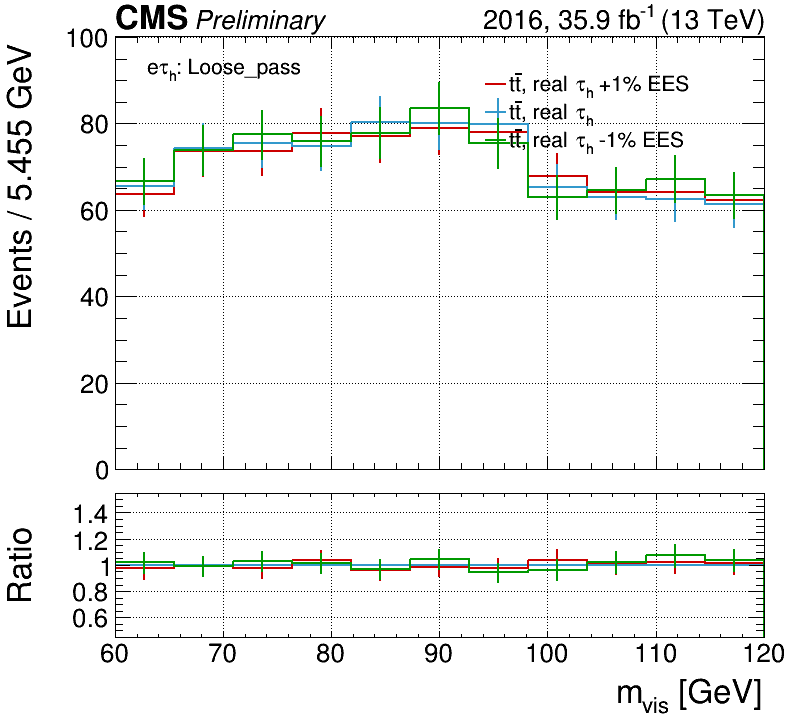 CMS Preliminary 2016, 35.9 fb⁻¹ (13 TeV)
eτₕ: Loose_pass
tt̄, real τₕ +1% EES
tt̄, real τₕ
tt̄, real τₕ -1% EES
Events / 5.455 GeV
100
80
60
40
20
0
Ratio
1.4
1.2
1
0.8
0.6
60 70 80 90 100 110 120
m_vis [GeV]